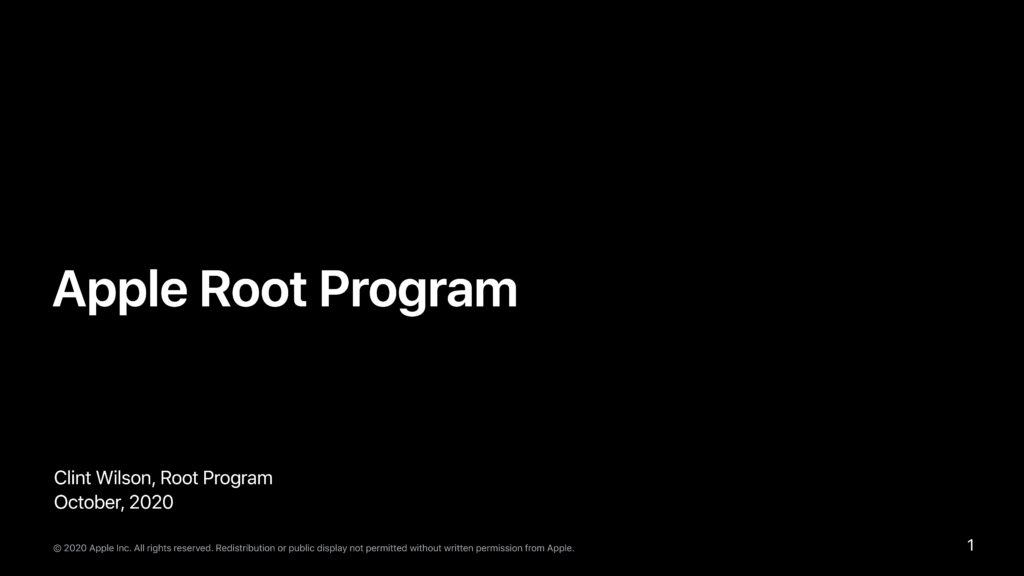 Apple Root Program
Clint Wilson, Root Program
October, 2020
© 2020 Apple Inc. All rights reserved. Redistribution or public display not permitted without written permission from Apple.
1